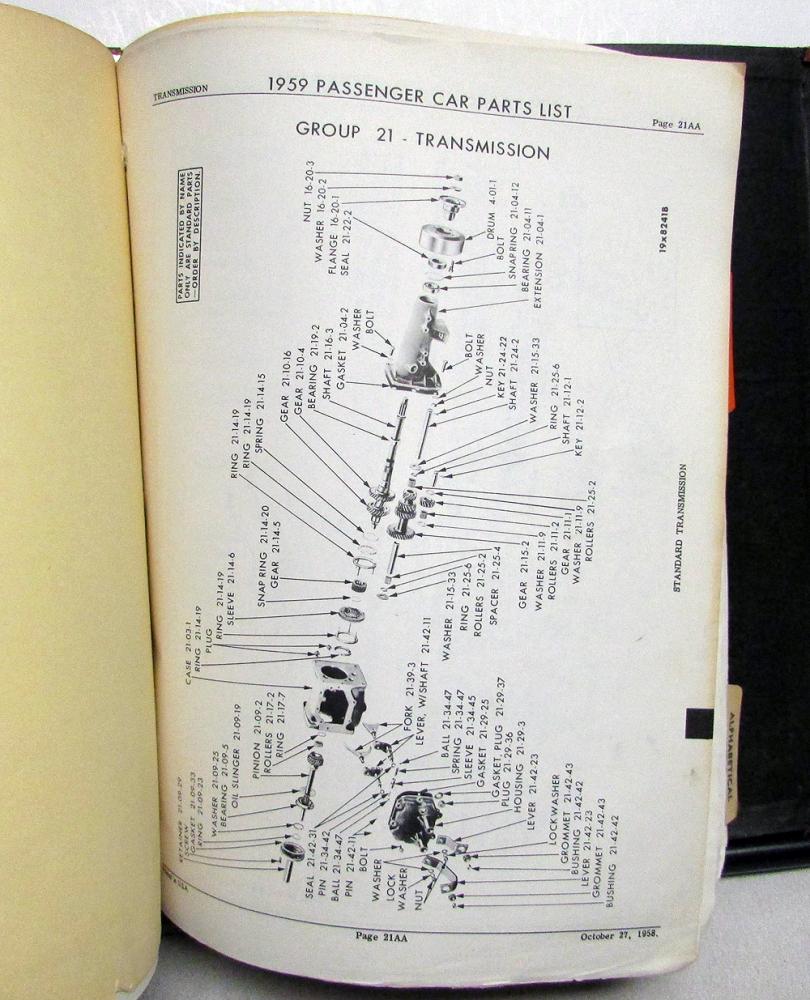 TRANSMISSION
1959 PASSENGER CAR PARTS LIST
Page 21AA
GROUP 21 - TRANSMISSION
PARTS INDICATED BY NAME
ONLY ARE STANDARD PARTS
—ORDER BY DESCRIPTION.
NUT 16-20-3
WASHER 16-20-2
FLANGE 16-20-1
SEAL 21-22-2
DRUM 4-01-1
BOLT
SNAPRING 21-04-12
BEARING 21-04-11
EXTENSION 21-04-1
19x82418
GEAR 21-10-16
GEAR 21-10-4
BEARING 21-19-2
SHAFT 21-16-3
GASKET 21-04-2
WASHER
BOLT
BOLT
WASHER
NUT
KEY 21-24-22
SHAFT 21-24-2
WASHER 21-15-33
RING 21-25-6
SHAFT 21-12-1
KEY 21-12-2
RING 21-14-19
RING 21-14-19
SPRING 21-14-15
SNAP RING 21-14-20
GEAR 21-14-5
CASE 21-03-1
RING 21-14-19
PLUG
RING 21-14-19
SLEEVE 21-14-6
WASHER 21-15-33
RING 21-25-6
ROLLERS 21-25-2
SPACER 21-25-4
GEAR 21-15-2
WASHER 21-11-9
ROLLERS 21-11-2
GEAR 21-11-1
WASHER 21-11-9
ROLLERS 21-25-2
STANDARD TRANSMISSION
RETAINER 21-09-29
SCREW
GASKET 21-09-33
RING 21-09-23
WASHER 21-09-25
BEARING 21-09-5
OIL SLINGER 21-09-19
PINION 21-09-2
ROLLERS 21-17-2
RING 21-17-7
FORK 21-39-3
LEVER, W/SHAFT 21-42-11
BALL 21-34-47
SPRING 21-34-47
SLEEVE 21-34-45
GASKET 21-29-25
GASKET, PLUG 21-29-37
PLUG 21-29-36
HOUSING 21-29-3
LEVER 21-42-23
SEAL 21-42-31
PIN 21-34-42
BALL 21-34-47
PIN 21-42-11
BOLT
WASHER
LOCK
WASHER
NUT
LOCKWASHER
GROMMET 21-42-43
BUSHING 21-42-42
LEVER 21-42-23
GROMMET 21-42-43
BUSHING 21-42-42
ALPHABETICAL
Page 21AA
October 27, 1958.